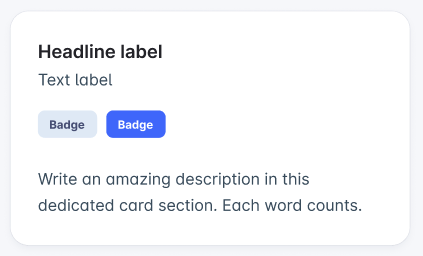 Headline label
Text label
Badge Badge
Write an amazing description in this
dedicated card section. Each word counts.